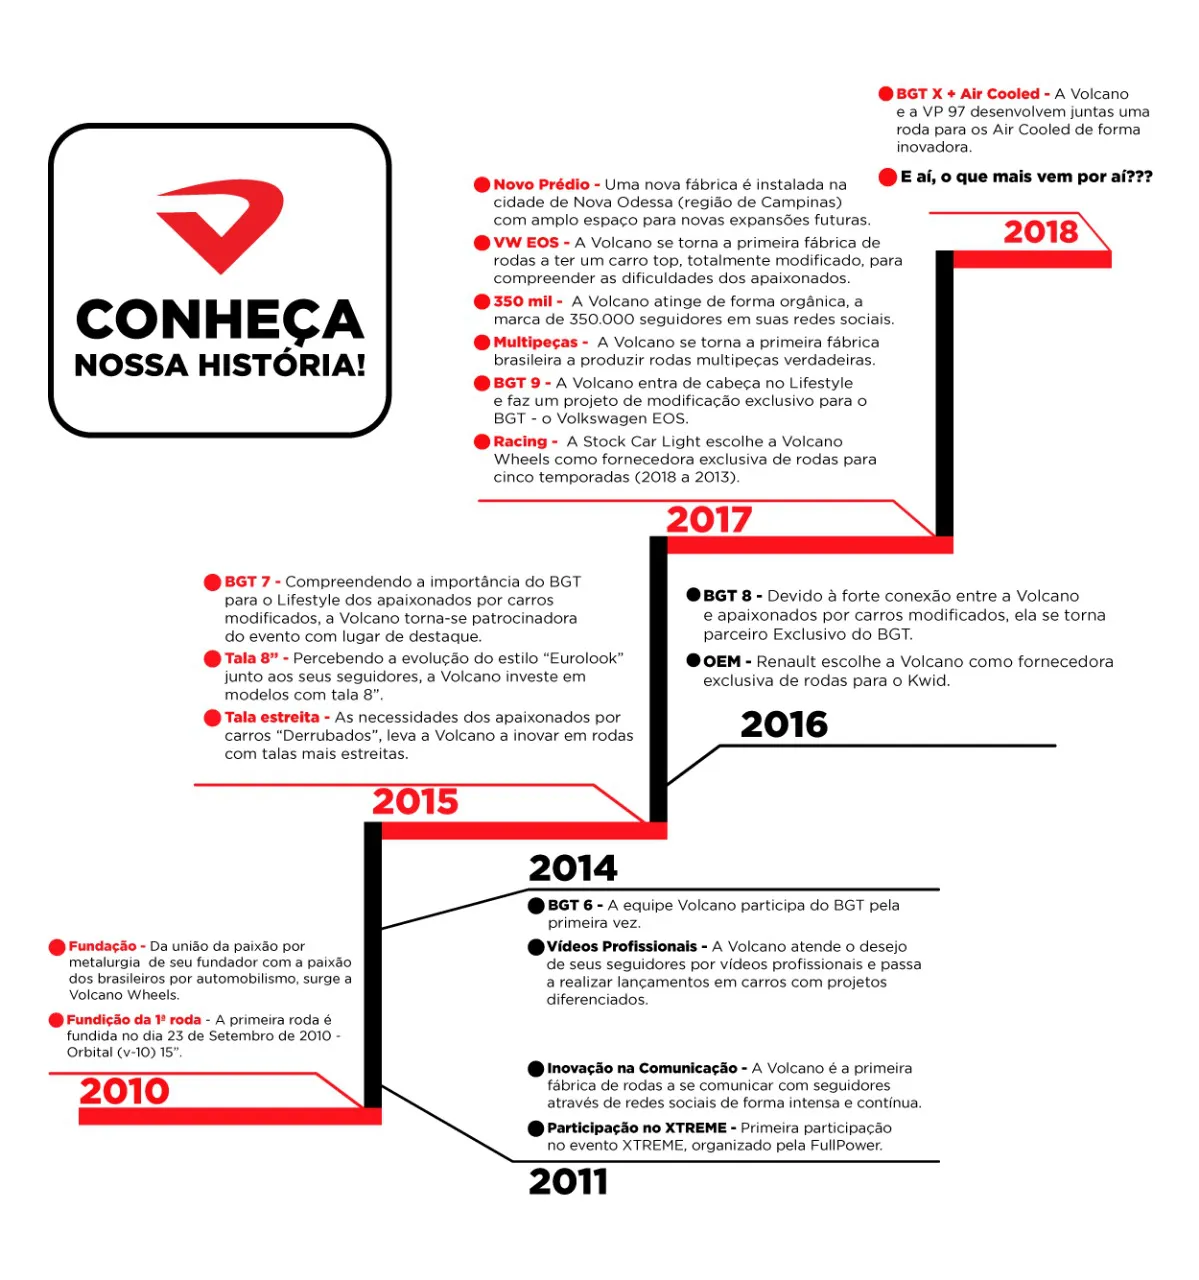 CONHEÇA
NOSSA HISTÓRIA!
BGT X + Air Cooled - A Volcano
e a VP 97 desenvolvem juntas uma
roda para os Air Cooled de forma
inovadora.
E aí, o que mais vem por aí???
2018
Novo Prédio - Uma nova fábrica é instalada na
cidade de Nova Odessa (região de Campinas)
com amplo espaço para novas expansões futuras.
VW EOS - A Volcano se torna a primeira fábrica de
rodas a ter um carro top, totalmente modificado, para
compreender as dificuldades dos apaixonados.
350 mil - A Volcano atinge de forma orgânica, a
marca de 350.000 seguidores em suas redes sociais.
Multipeças - A Volcano se torna a primeira fábrica
brasileira a produzir rodas multipeças verdadeiras.
BGT 9 - A Volcano entra de cabeça no Lifestyle
e faz um projeto de modificação exclusivo para o
BGT - o Volkswagen EOS.
Racing - A Stock Car Light escolhe a Volcano
Wheels como fornecedora exclusiva de rodas para
cinco temporadas (2018 a 2013).
2017
BGT 7 - Compreendendo a importância do BGT
para o Lifestyle dos apaixonados por carros
modificados, a Volcano torna-se patrocinadora
do evento com lugar de destaque.
Tala 8” - Percebendo a evolução do estilo “Eurolook”
junto aos seus seguidores, a Volcano investe em
modelos com tala 8”.
Tala estreita - As necessidades dos apaixonados por
carros “Derrubados”, leva a Volcano a inovar em rodas
com talas mais estreitas.
2015
BGT 8 - Devido à forte conexão entre a Volcano
e apaixonados por carros modificados, ela se torna
parceiro Exclusivo do BGT.
OEM - Renault escolhe a Volcano como fornecedora
exclusiva de rodas para o Kwid.
2016
2014
BGT 6 - A equipe Volcano participa do BGT pela
primeira vez.
Vídeos Profissionais - A Volcano atende o desejo
de seus seguidores por vídeos profissionais e passa
a realizar lançamentos em carros com projetos
diferenciados.
Fundação - Da união da paixão por
metalurgia de seu fundador com a paixão
dos brasileiros por automobilismo, surge a
Volcano Wheels.
Fundição da 1ª roda - A primeira roda é
fundida no dia 23 de Setembro de 2010 -
Orbital (v-10) 15”.
2010
Inovação na Comunicação - A Volcano é a primeira
fábrica de rodas a se comunicar com seguidores
através de redes sociais de forma intensa e contínua.
Participação no XTREME - Primeira participação
no evento XTREME, organizado pela FullPower.
2011